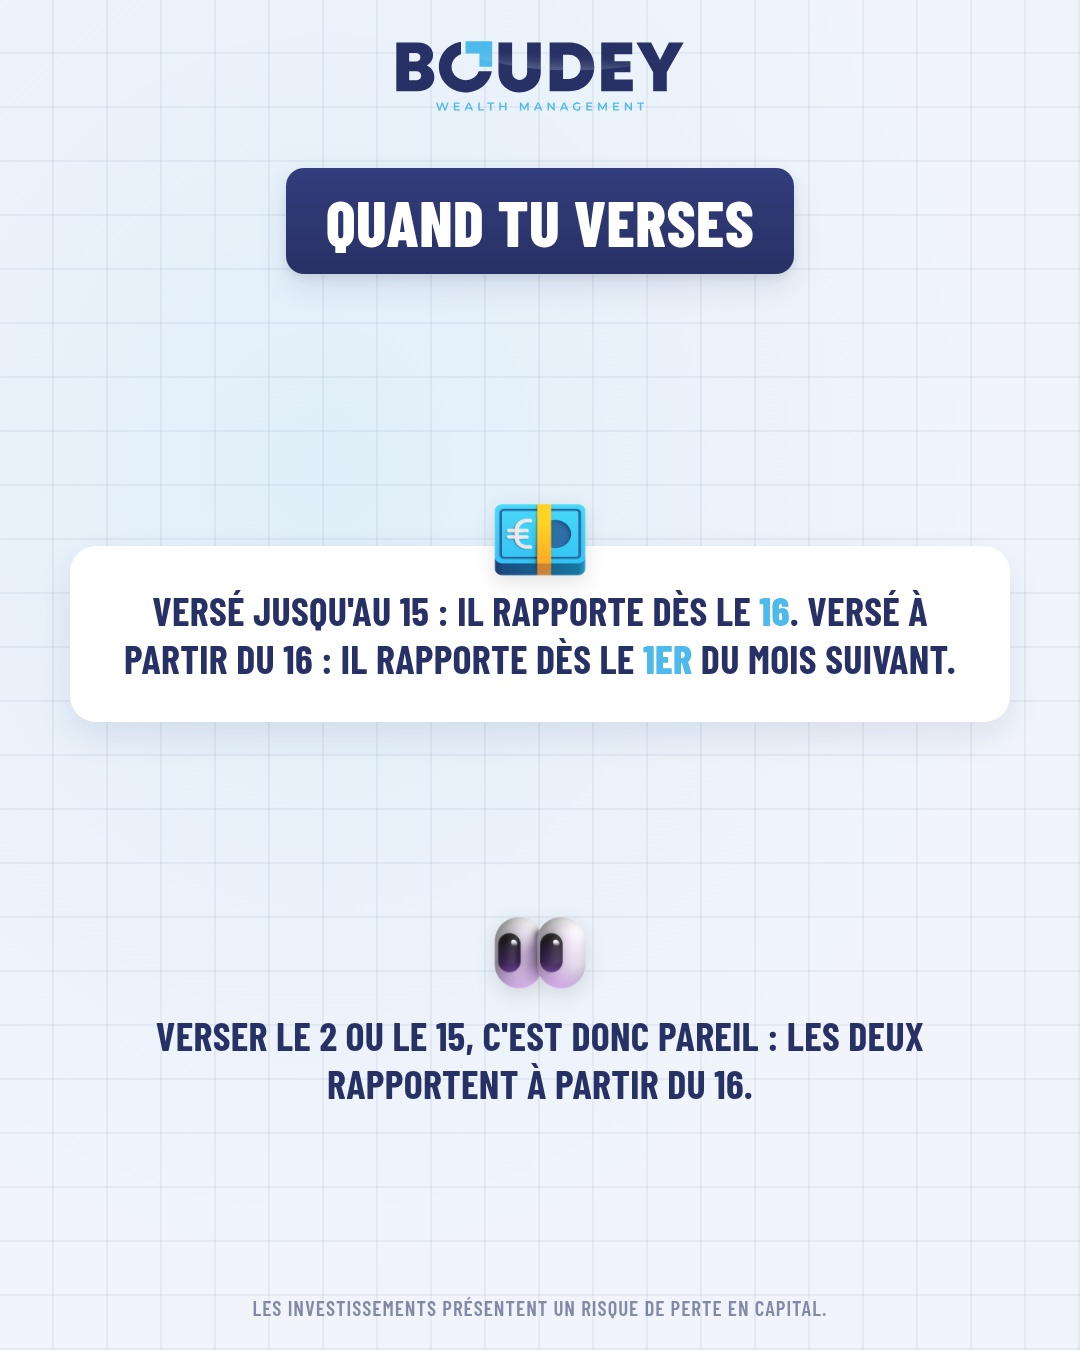 BOUDEY
WEALTH MANAGEMENT
QUAND TU VERSES
VERSÉ JUSQU'AU 15 : IL RAPPORTE DÈS LE 16. VERSÉ À
PARTIR DU 16 : IL RAPPORTE DÈS LE 1ER DU MOIS SUIVANT.
VERSER LE 2 OU LE 15, C'EST DONC PAREIL : LES DEUX
RAPPORTENT À PARTIR DU 16.
LES INVESTISSEMENTS PRÉSENTENT UN RISQUE DE PERTE EN CAPITAL.